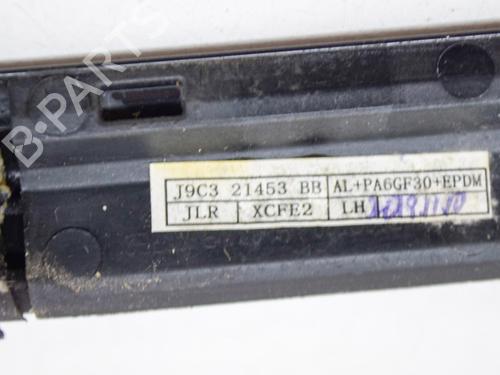 B-PARTS
J9C3 21453 BB AL+PA6GF30+EPDM
JLR XCFE2 LH